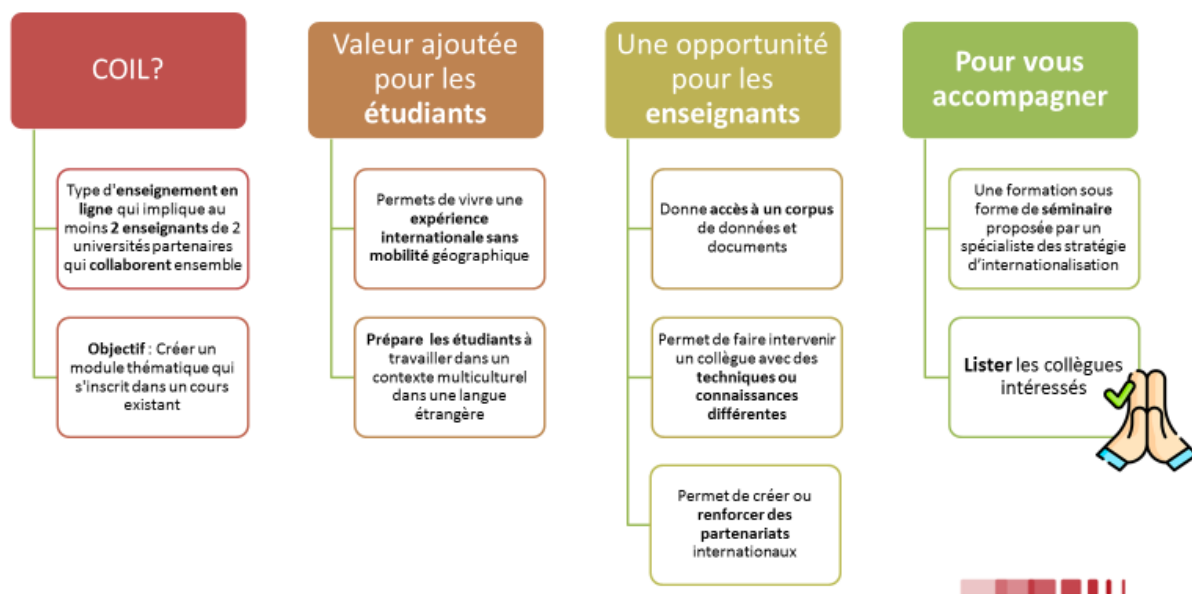 COIL?
Type d'enseignement en
ligne qui implique au
moins 2 enseignants de 2
universités partenaires
qui collaborent ensemble
Objectif : Créer un
module thématique qui
s'inscrit dans un cours
existant
Valeur ajoutée
pour les
étudiants
Permets de vivre une
expérience
internationale sans
mobilité géographique
Prépare les étudiants à
travailler dans un
contexte multiculturel
dans une langue
étrangère
Une opportunité
pour les
enseignants
Donne accès à un corpus
de données et
documents
Permet de faire intervenir
un collègue avec des
techniques ou
connaissances
différentes
Permet de créer ou
renforcer des
partenariats
internationaux
Pour vous
accompagner
Une formation sous
forme de séminaire
proposée par un
spécialiste des stratégie
d'internationalisation
Lister les collègues
intéressés